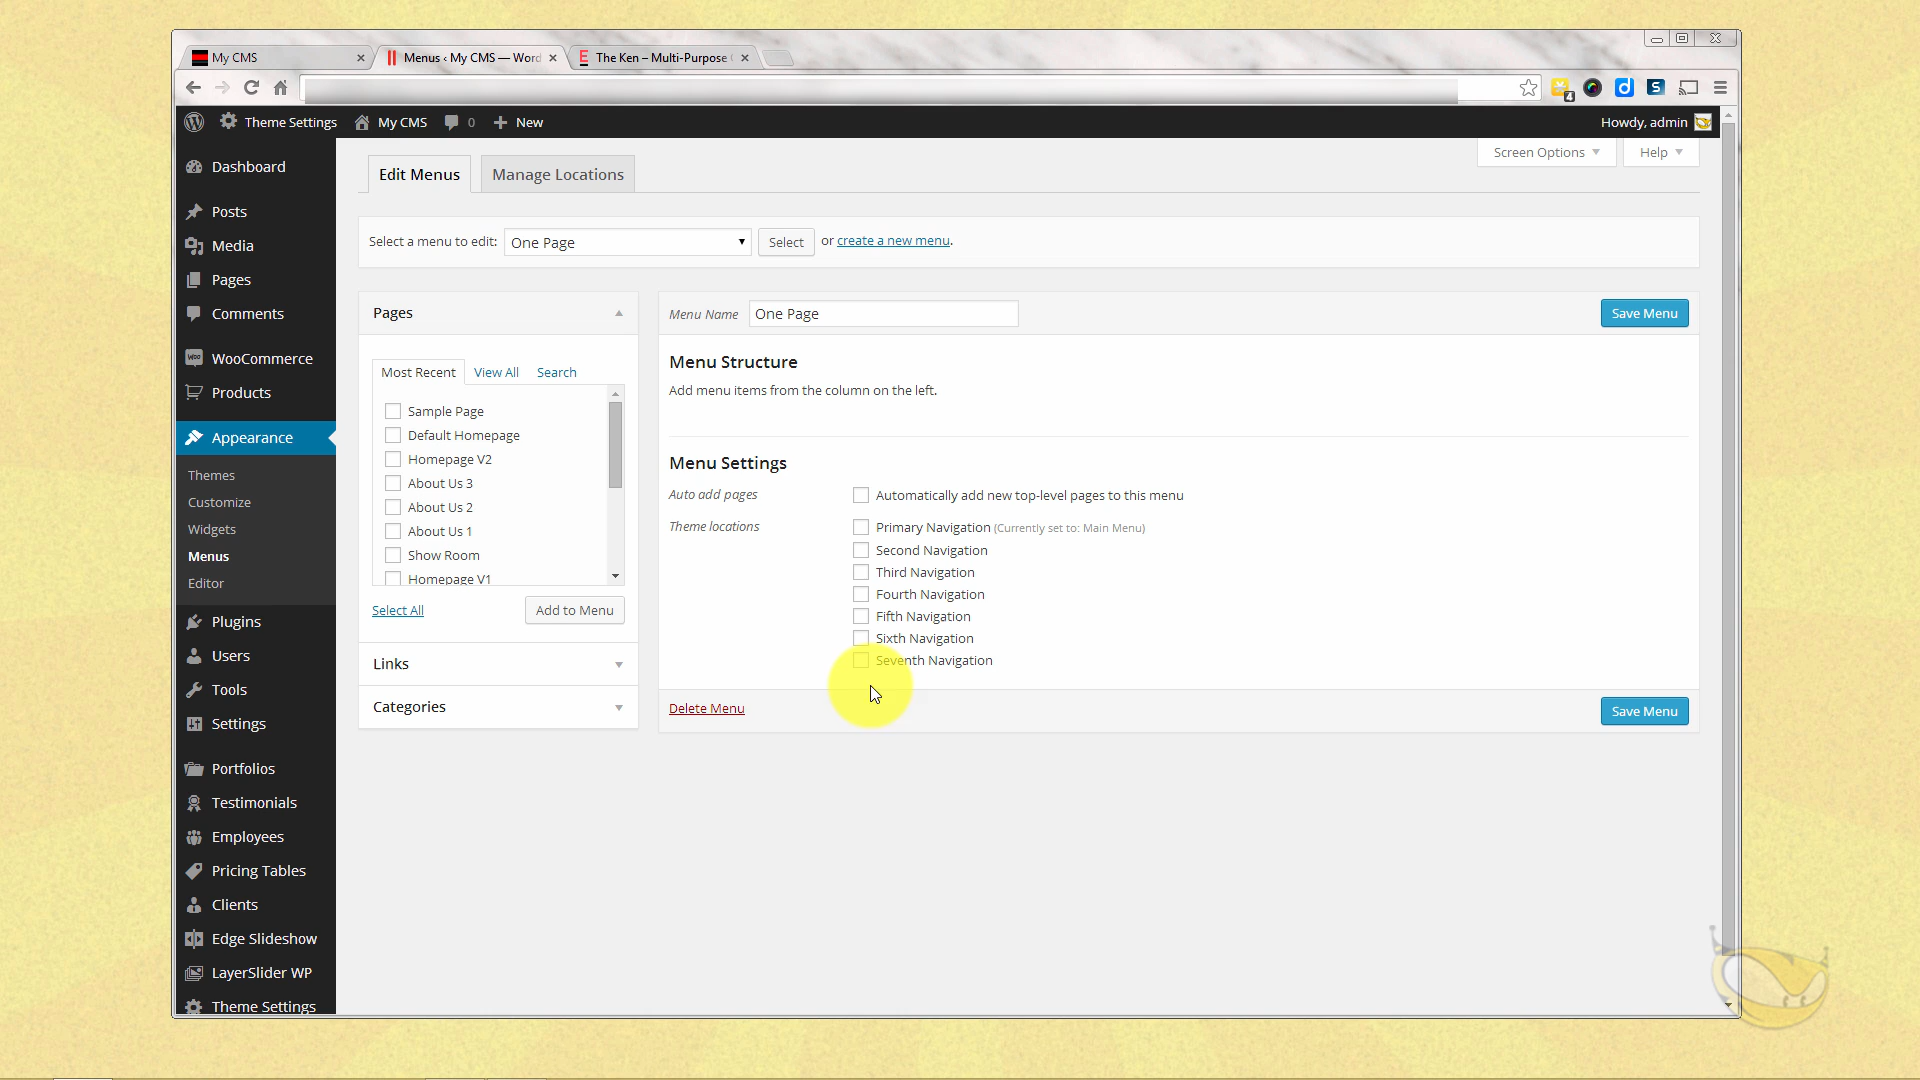 My CMS
Menus ‹ My CMS — Word
The Ken – Multi-Purpose
4
Theme Settings
My CMS
0
New
Howdy, admin
Screen Options
Help
Dashboard
Posts
Media
Pages
Comments
WooCommerce
Products
Appearance
Themes
Customize
Widgets
Menus
Editor
Plugins
Users
Tools
Settings
Portfolios
Testimonials
Employees
Pricing Tables
Clients
Edge Slideshow
LayerSlider WP
Theme Settings
Edit Menus
Manage Locations
Select a menu to edit: One Page Select or create a new menu.
Pages
Most Recent View All Search
Sample Page
Default Homepage
Homepage V2
About Us 3
About Us 2
About Us 1
Show Room
Homepage V1
Select All
Add to Menu
Links
Categories
Menu Name One Page
Save Menu
Menu Structure
Add menu items from the column on the left.
Menu Settings
Auto add pages
Automatically add new top-level pages to this menu
Theme locations
Primary Navigation (Currently set to: Main Menu)
Second Navigation
Third Navigation
Fourth Navigation
Fifth Navigation
Sixth Navigation
Seventh Navigation
Delete Menu
Save Menu